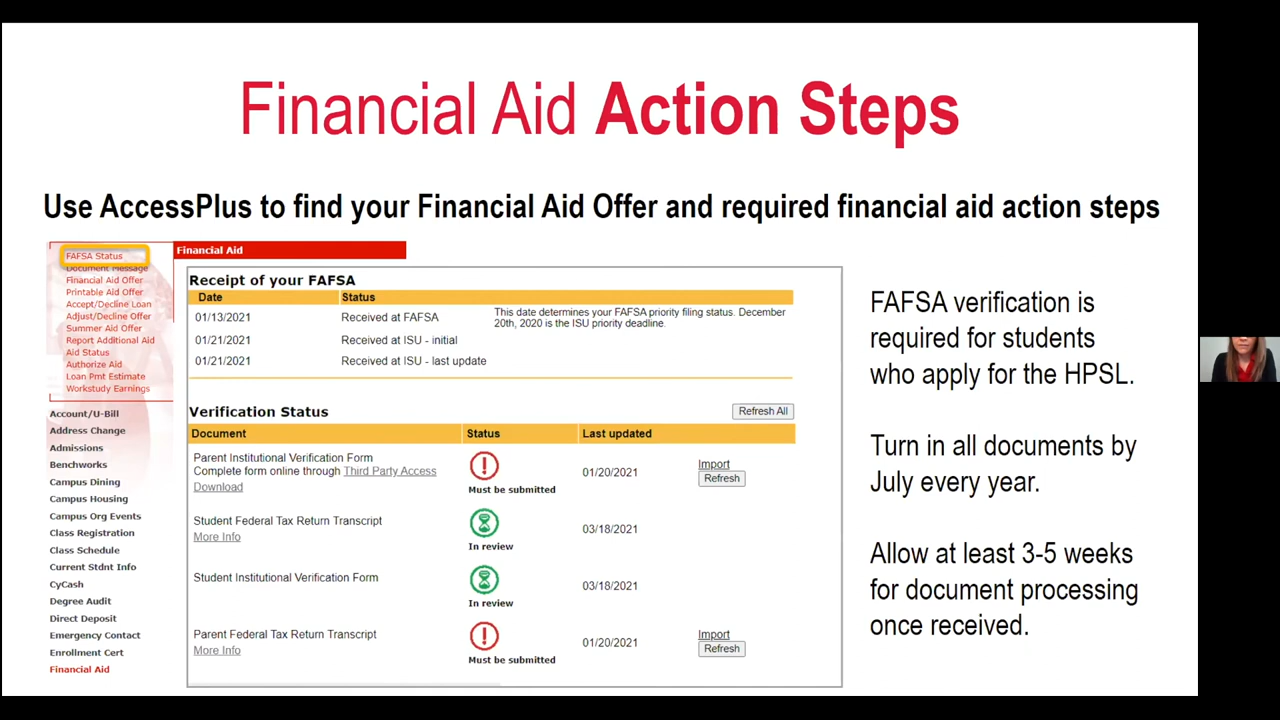 Financial Aid Action Steps
Use AccessPlus to find your Financial Aid Offer and required financial aid action steps
FAFSA Status
Document Message
Financial Aid Offer
Printable Aid Offer
Accept/Decline Loan
Adjust/Decline Offer
Summer Aid Offer
Report Additional Aid
Aid Status
Authorize Aid
Loan Pmt Estimate
Workstudy Earnings
Account/U-Bill
Address Change
Admissions
Benchworks
Campus Dining
Campus Housing
Campus Org Events
Class Registration
Class Schedule
Current Stdnt Info
CyCash
Degree Audit
Direct Deposit
Emergency Contact
Enrollment Cert
Financial Aid
Financial Aid
Receipt of your FAFSA
Date Status
01/13/2021 Received at FAFSA This date determines your FAFSA priority filing status. December
20th, 2020 is the ISU priority deadline.
01/21/2021 Received at ISU - initial
01/21/2021 Received at ISU - last update
Verification Status Refresh All
Document Status Last updated
Parent Institutional Verification Form
Complete form online through Third Party Access
Download
Must be submitted
01/20/2021
Import
Refresh
Student Federal Tax Return Transcript
More Info
In review
03/18/2021
Student Institutional Verification Form
In review
03/18/2021
Parent Federal Tax Return Transcript
More Info
Must be submitted
01/20/2021
Import
Refresh
FAFSA verification is
required for students
who apply for the HPSL.
Turn in all documents by
July every year.
Allow at least 3-5 weeks
for document processing
once received.